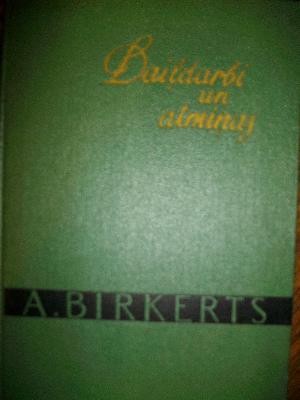 Daiļdarbi
un
atmiņas
A. BIRKERTS